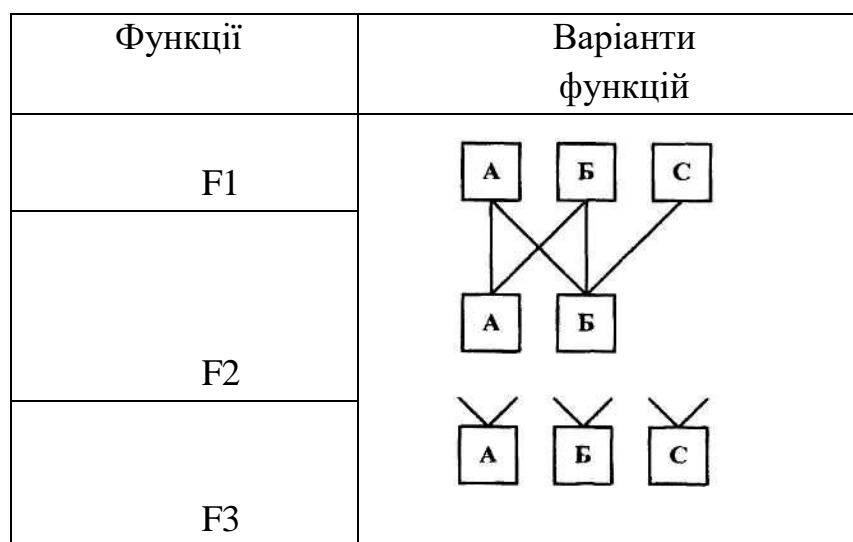 Функції
Варіанти
функцій
F1
А Б С
F2
А Б
F3
А Б С